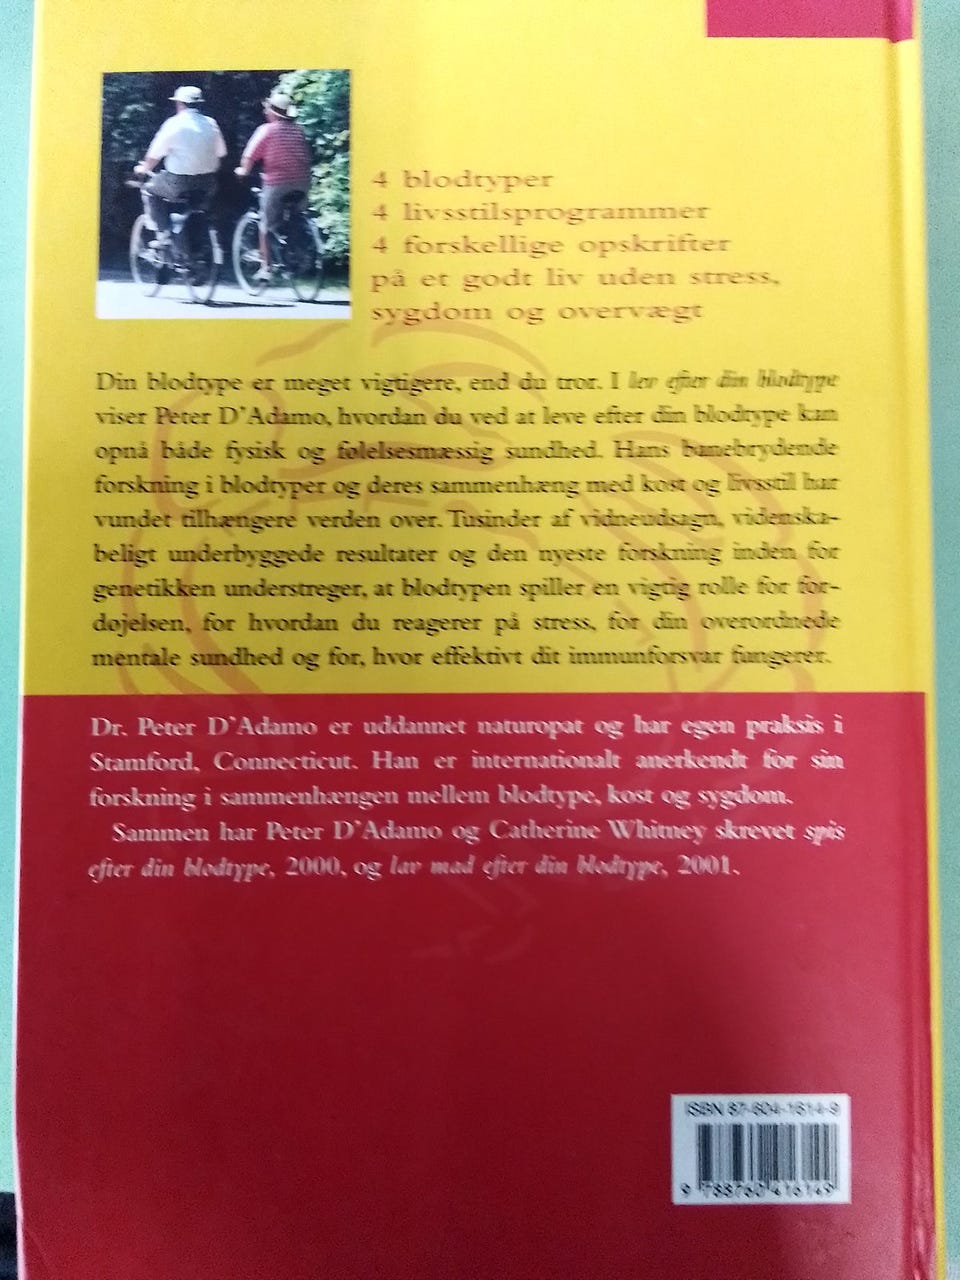 4 blodtyper
4 livsstilsprogrammer
4 forskellige opskrifter
på et godt liv uden stress,
sygdom og overvægt
Din blodtype er meget vigtigere, end du tror. I lev efter din blodtype
viser Peter D'Adamo, hvordan du ved at leve efter din blodtype kan
opnå både fysisk og følelsesmæssig sundhed. Hans banebrydende
forskning i blodtyper og deres sammenhæng med kost og livsstil har
vundet tilhængere verden over. Tusinder af vidneudsagn, videnska-
beligt underbyggede resultater og den nyeste forskning inden for
genetikken understreger, at blodtypen spiller en vigtig rolle for for-
døjelsen, for hvordan du reagerer på stress, for din overordnede
mentale sundhed og for, hvor effektivt dit immunforsvar fungerer.
Dr. Peter D'Adamo er uddannet naturopat og har egen praksis i
Stamford, Connecticut. Han er internationalt anerkendt for sin
forskning i sammenhængen mellem blodtype, kost og sygdom.
Sammen har Peter D'Adamo og Catherine Whitney skrevet spis
efter din blodtype, 2000, og lav mad efter din blodtype, 2001.
ISBN 87-604-1614-9
9 788760 416149